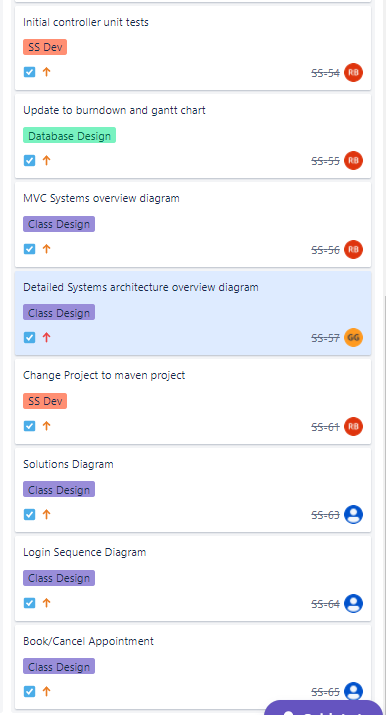 Initial controller unit tests
SS Dev
SS-54 RB
Update to burndown and gantt chart
Database Design
SS-55 RB
MVC Systems overview diagram
Class Design
SS-56 RB
Detailed Systems architecture overview diagram
Class Design
SS-57 GG
Change Project to maven project
SS Dev
SS-61 RB
Solutions Diagram
Class Design
SS-63
Login Sequence Diagram
Class Design
SS-64
Book/Cancel Appointment
Class Design
SS-65